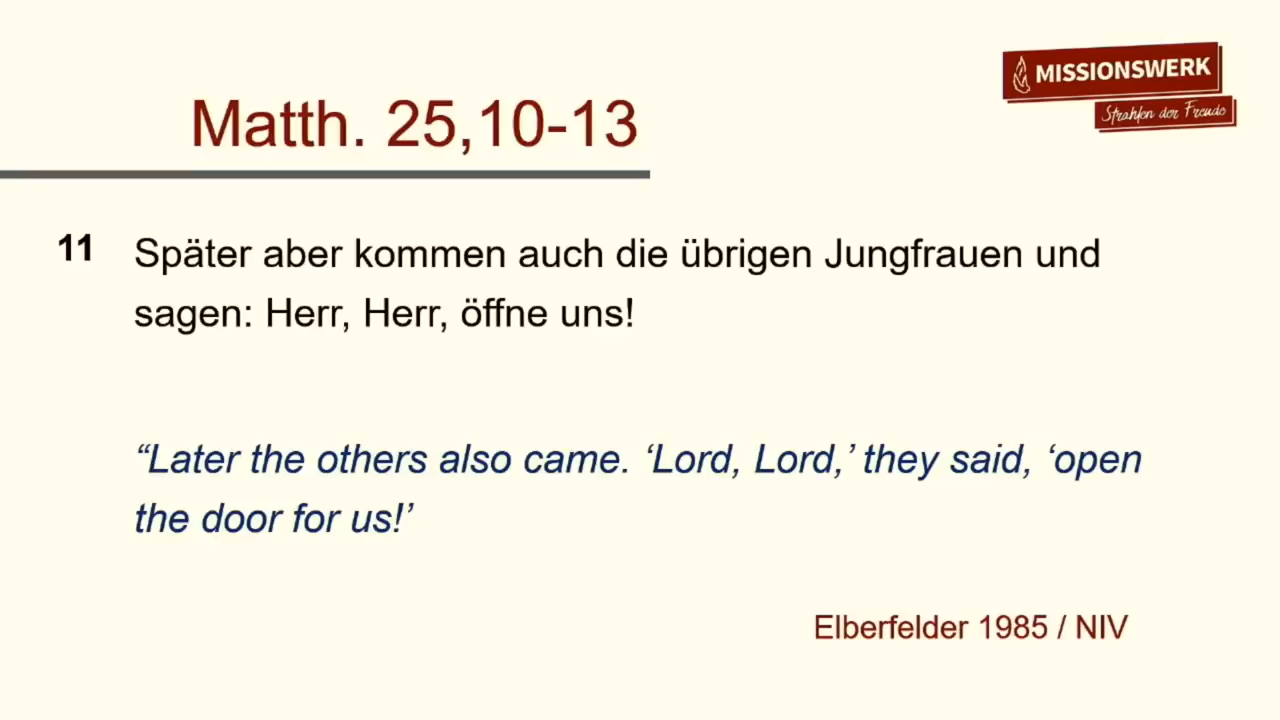 MISSIONSWERK
Strahlen der Freude
Matth. 25,10-13
11 Später aber kommen auch die übrigen Jungfrauen und
sagen: Herr, Herr, öffne uns!
“Later the others also came. ‘Lord, Lord,’ they said, ‘open
the door for us!’
Elberfelder 1985 / NIV